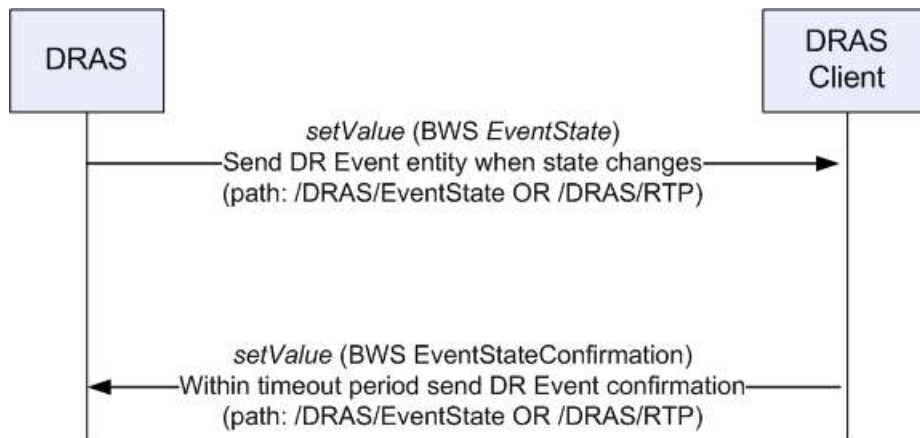 DRAS
DRAS
Client
setValue (BWS EventState)
Send DR Event entity when state changes
(path: /DRAS/EventState OR /DRAS/RTP)
setValue (BWS EventStateConfirmation)
Within timeout period send DR Event confirmation
(path: /DRAS/EventState OR /DRAS/RTP)